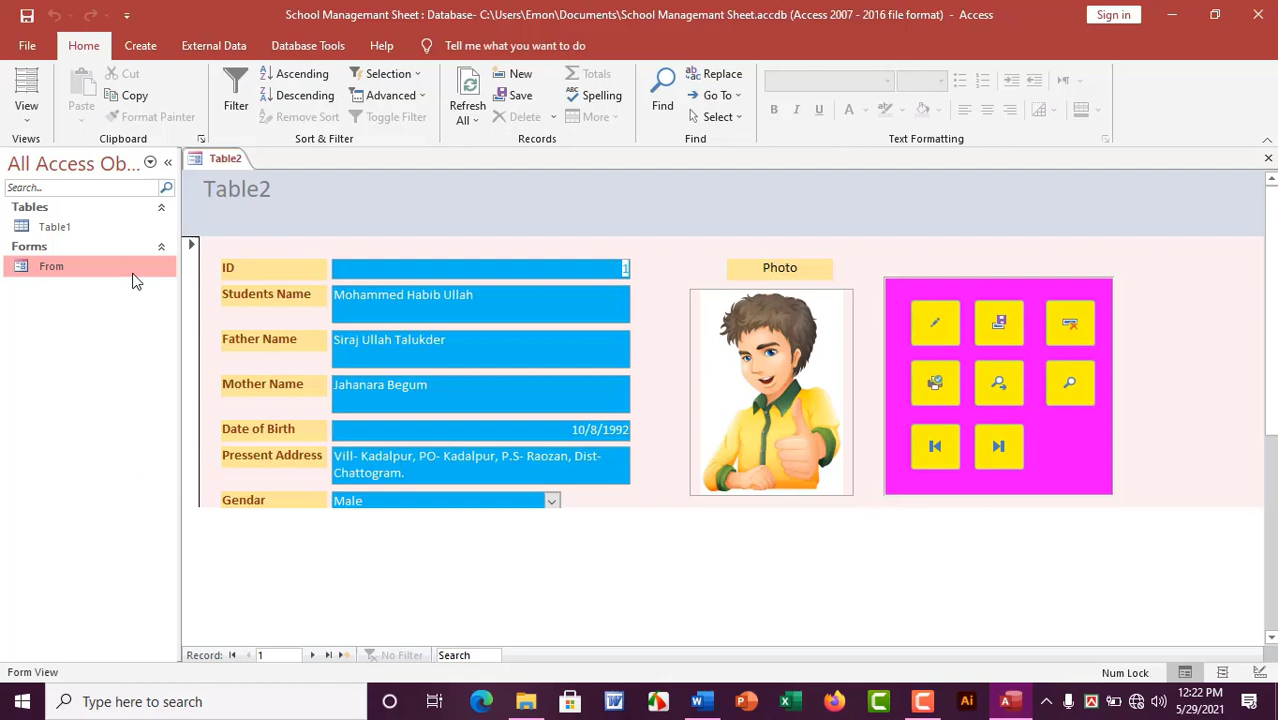 School Managamant Sheet : Database- C:\Users\Emon\Documents\School Managamant Sheet.accdb (Access 2007 - 2016 file format) - Access
Sign in
File Home Create External Data Database Tools Help Tell me what you want to do
View
Views
Paste
Cut
Copy
Format Painter
Clipboard
Filter
Ascending
Descending
Remove Sort
Selection
Advanced
Toggle Filter
Sort & Filter
Refresh
All
New
Save
Delete
Totals
Spelling
More
Records
Find
Replace
Go To
Select
Find
B I U A
Text Formatting
All Access Ob...
Search...
Tables
Table1
Forms
From
Table2
Table2
ID 1
Students Name Mohammed Habib Ullah
Father Name Siraj Ullah Talukder
Mother Name Jahanara Begum
Date of Birth 10/8/1992
Pressent Address Vill- Kadalpur, PO- Kadalpur, P.S- Raozan, Dist-
Chattogram.
Gendar Male
Photo
Record: 1 No Filter Search
Form View
Num Lock
Type here to search
12:22 PM
5/29/2021